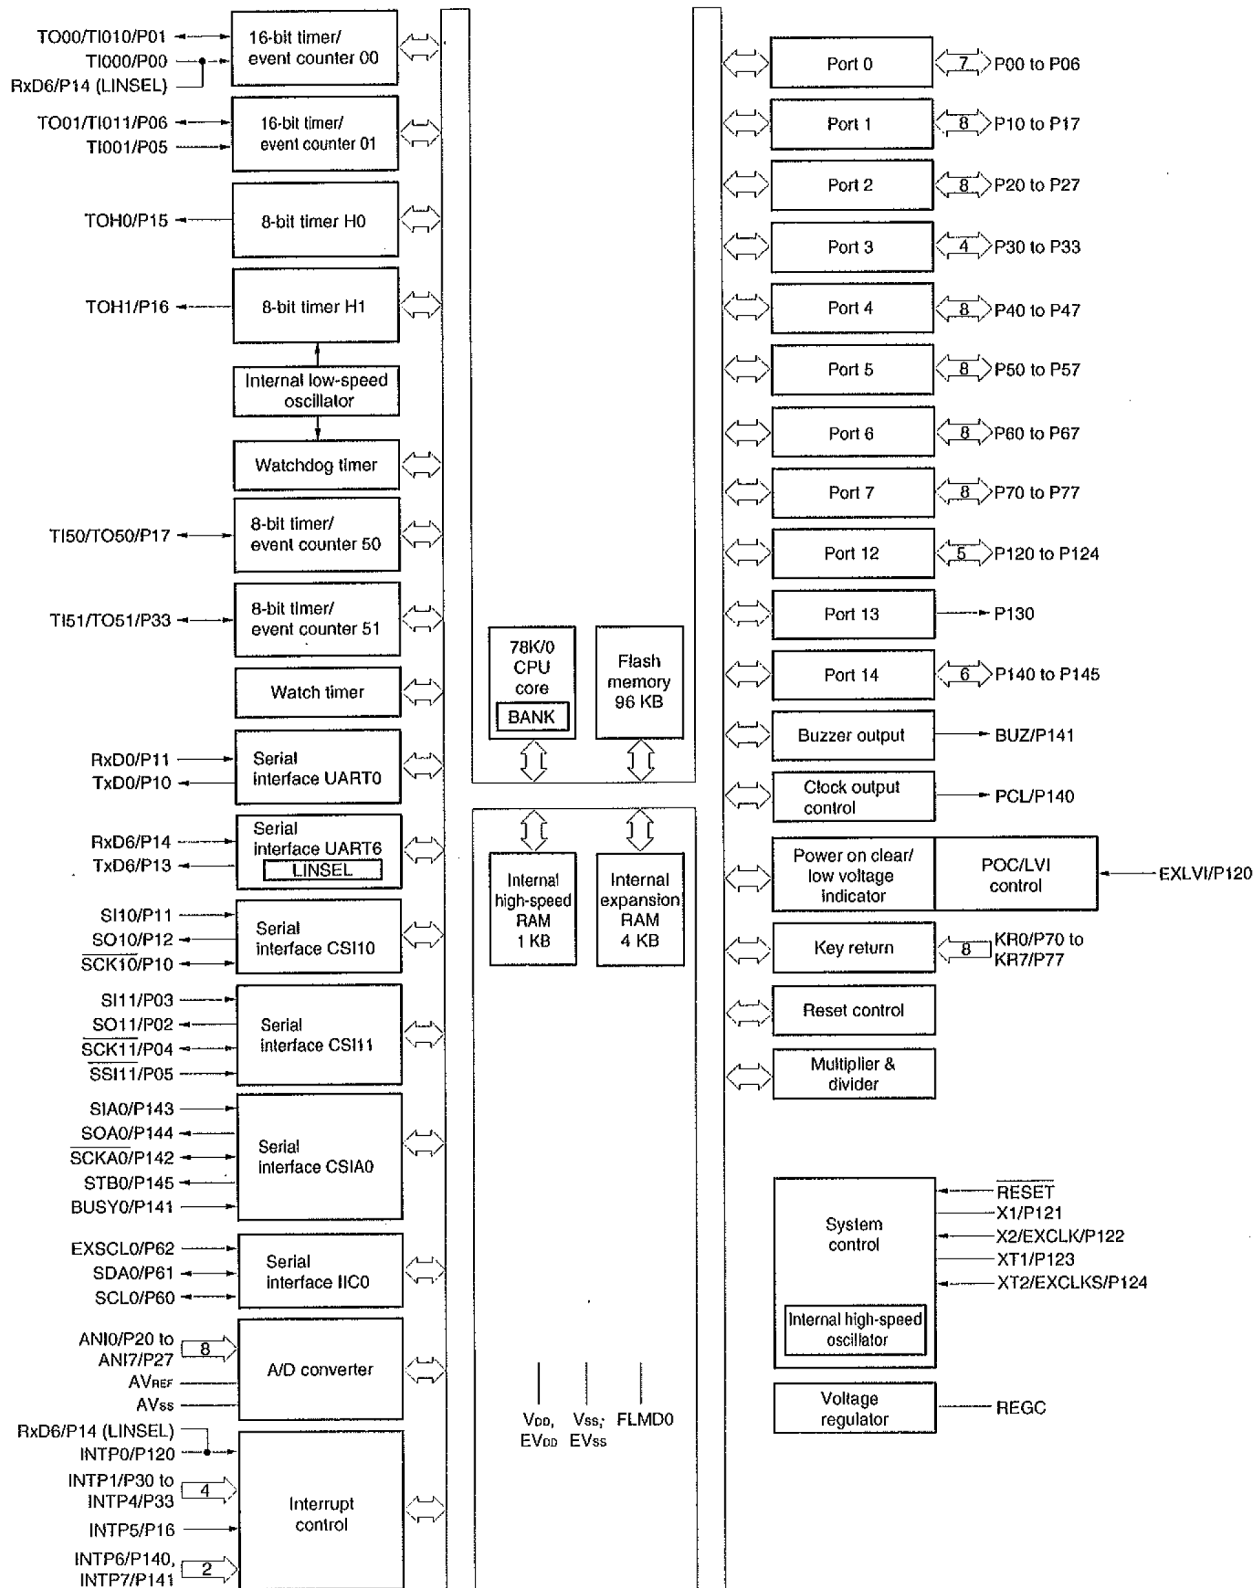 TO00/TI010/P01
TI000/P00
RxD6/P14 (LINSEL)
16-bit timer/
event counter 00
TO01/TI011/P06
TI001/P05
16-bit timer/
event counter 01
TOH0/P15
8-bit timer H0
TOH1/P16
8-bit timer H1
Internal low-speed
oscillator
Watchdog timer
TI50/TO50/P17
8-bit timer/
event counter 50
TI51/TO51/P33
8-bit timer/
event counter 51
Watch timer
RxD0/P11
TxD0/P10
Serial
interface UART0
RxD6/P14
TxD6/P13
Serial
interface UART6
LINSEL
SI10/P11
SO10/P12
SCK10/P10
Serial
interface CSI10
SI11/P03
SO11/P02
SCK11/P04
SSI11/P05
Serial
interface CSI11
SIA0/P143
SOA0/P144
SCKA0/P142
STB0/P145
BUSY0/P141
Serial
interface CSIA0
EXSCL0/P62
SDA0/P61
SCL0/P60
Serial
interface IIC0
ANI0/P20 to
ANI7/P27
8
AVREF
AVSS
A/D converter
RxD6/P14 (LINSEL)
INTP0/P120
INTP1/P30 to
INTP4/P33
4
INTP5/P16
INTP6/P140,
INTP7/P141
2
Interrupt
control
78K/0
CPU
core
BANK
Flash
memory
96 KB
Internal
high-speed
RAM
1 KB
Internal
expansion
RAM
4 KB
VDD,
EVDD
VSS,
EVSS
FLMD0
Port 0
7
P00 to P06
Port 1
8
P10 to P17
Port 2
8
P20 to P27
Port 3
4
P30 to P33
Port 4
8
P40 to P47
Port 5
8
P50 to P57
Port 6
8
P60 to P67
Port 7
8
P70 to P77
Port 12
5
P120 to P124
Port 13
P130
Port 14
6
P140 to P145
Buzzer output
BUZ/P141
Clock output
control
PCL/P140
Power on clear/
low voltage
indicator
POC/LVI
control
EXLVI/P120
Key return
8
KR0/P70 to
KR7/P77
Reset control
Multiplier &
divider
System
control
Internal high-speed
oscillator
RESET
X1/P121
X2/EXCLK/P122
XT1/P123
XT2/EXCLKS/P124
Voltage
regulator
REGC